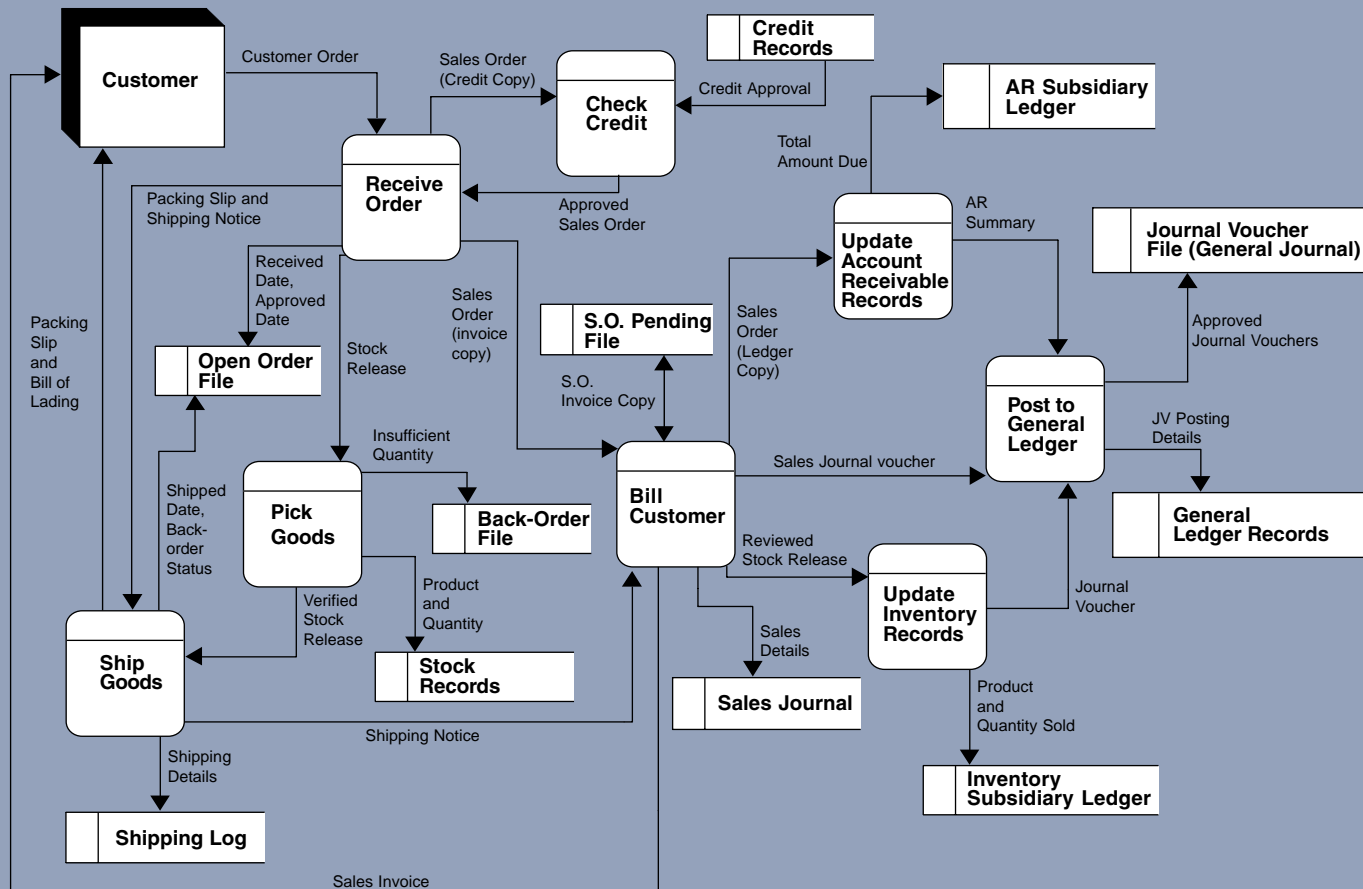 Customer
Customer Order
Sales Order
(Credit Copy)
Check
Credit
Credit
Records
Credit Approval
AR Subsidiary
Ledger
Total
Amount Due
Receive
Order
Approved
Sales Order
Packing Slip and
Shipping Notice
Received
Date,
Approved
Date
Stock
Release
Sales
Order
(invoice
copy)
Update
Account
Receivable
Records
AR
Summary
Journal Voucher
File (General Journal)
Approved
Journal Vouchers
Packing
Slip
and
Bill of
Lading
Open Order
File
S.O. Pending
File
S.O.
Invoice Copy
Sales
Order
(Ledger
Copy)
Post to
General
Ledger
JV Posting
Details
General
Ledger Records
Insufficient
Quantity
Back-Order
File
Pick
Goods
Shipped
Date,
Back-
order
Status
Verified
Stock
Release
Product
and
Quantity
Stock
Records
Bill
Customer
Sales Journal voucher
Reviewed
Stock Release
Update
Inventory
Records
Journal
Voucher
Sales
Details
Sales Journal
Product
and
Quantity Sold
Inventory
Subsidiary Ledger
Ship
Goods
Shipping Notice
Shipping
Details
Shipping Log
Sales Invoice